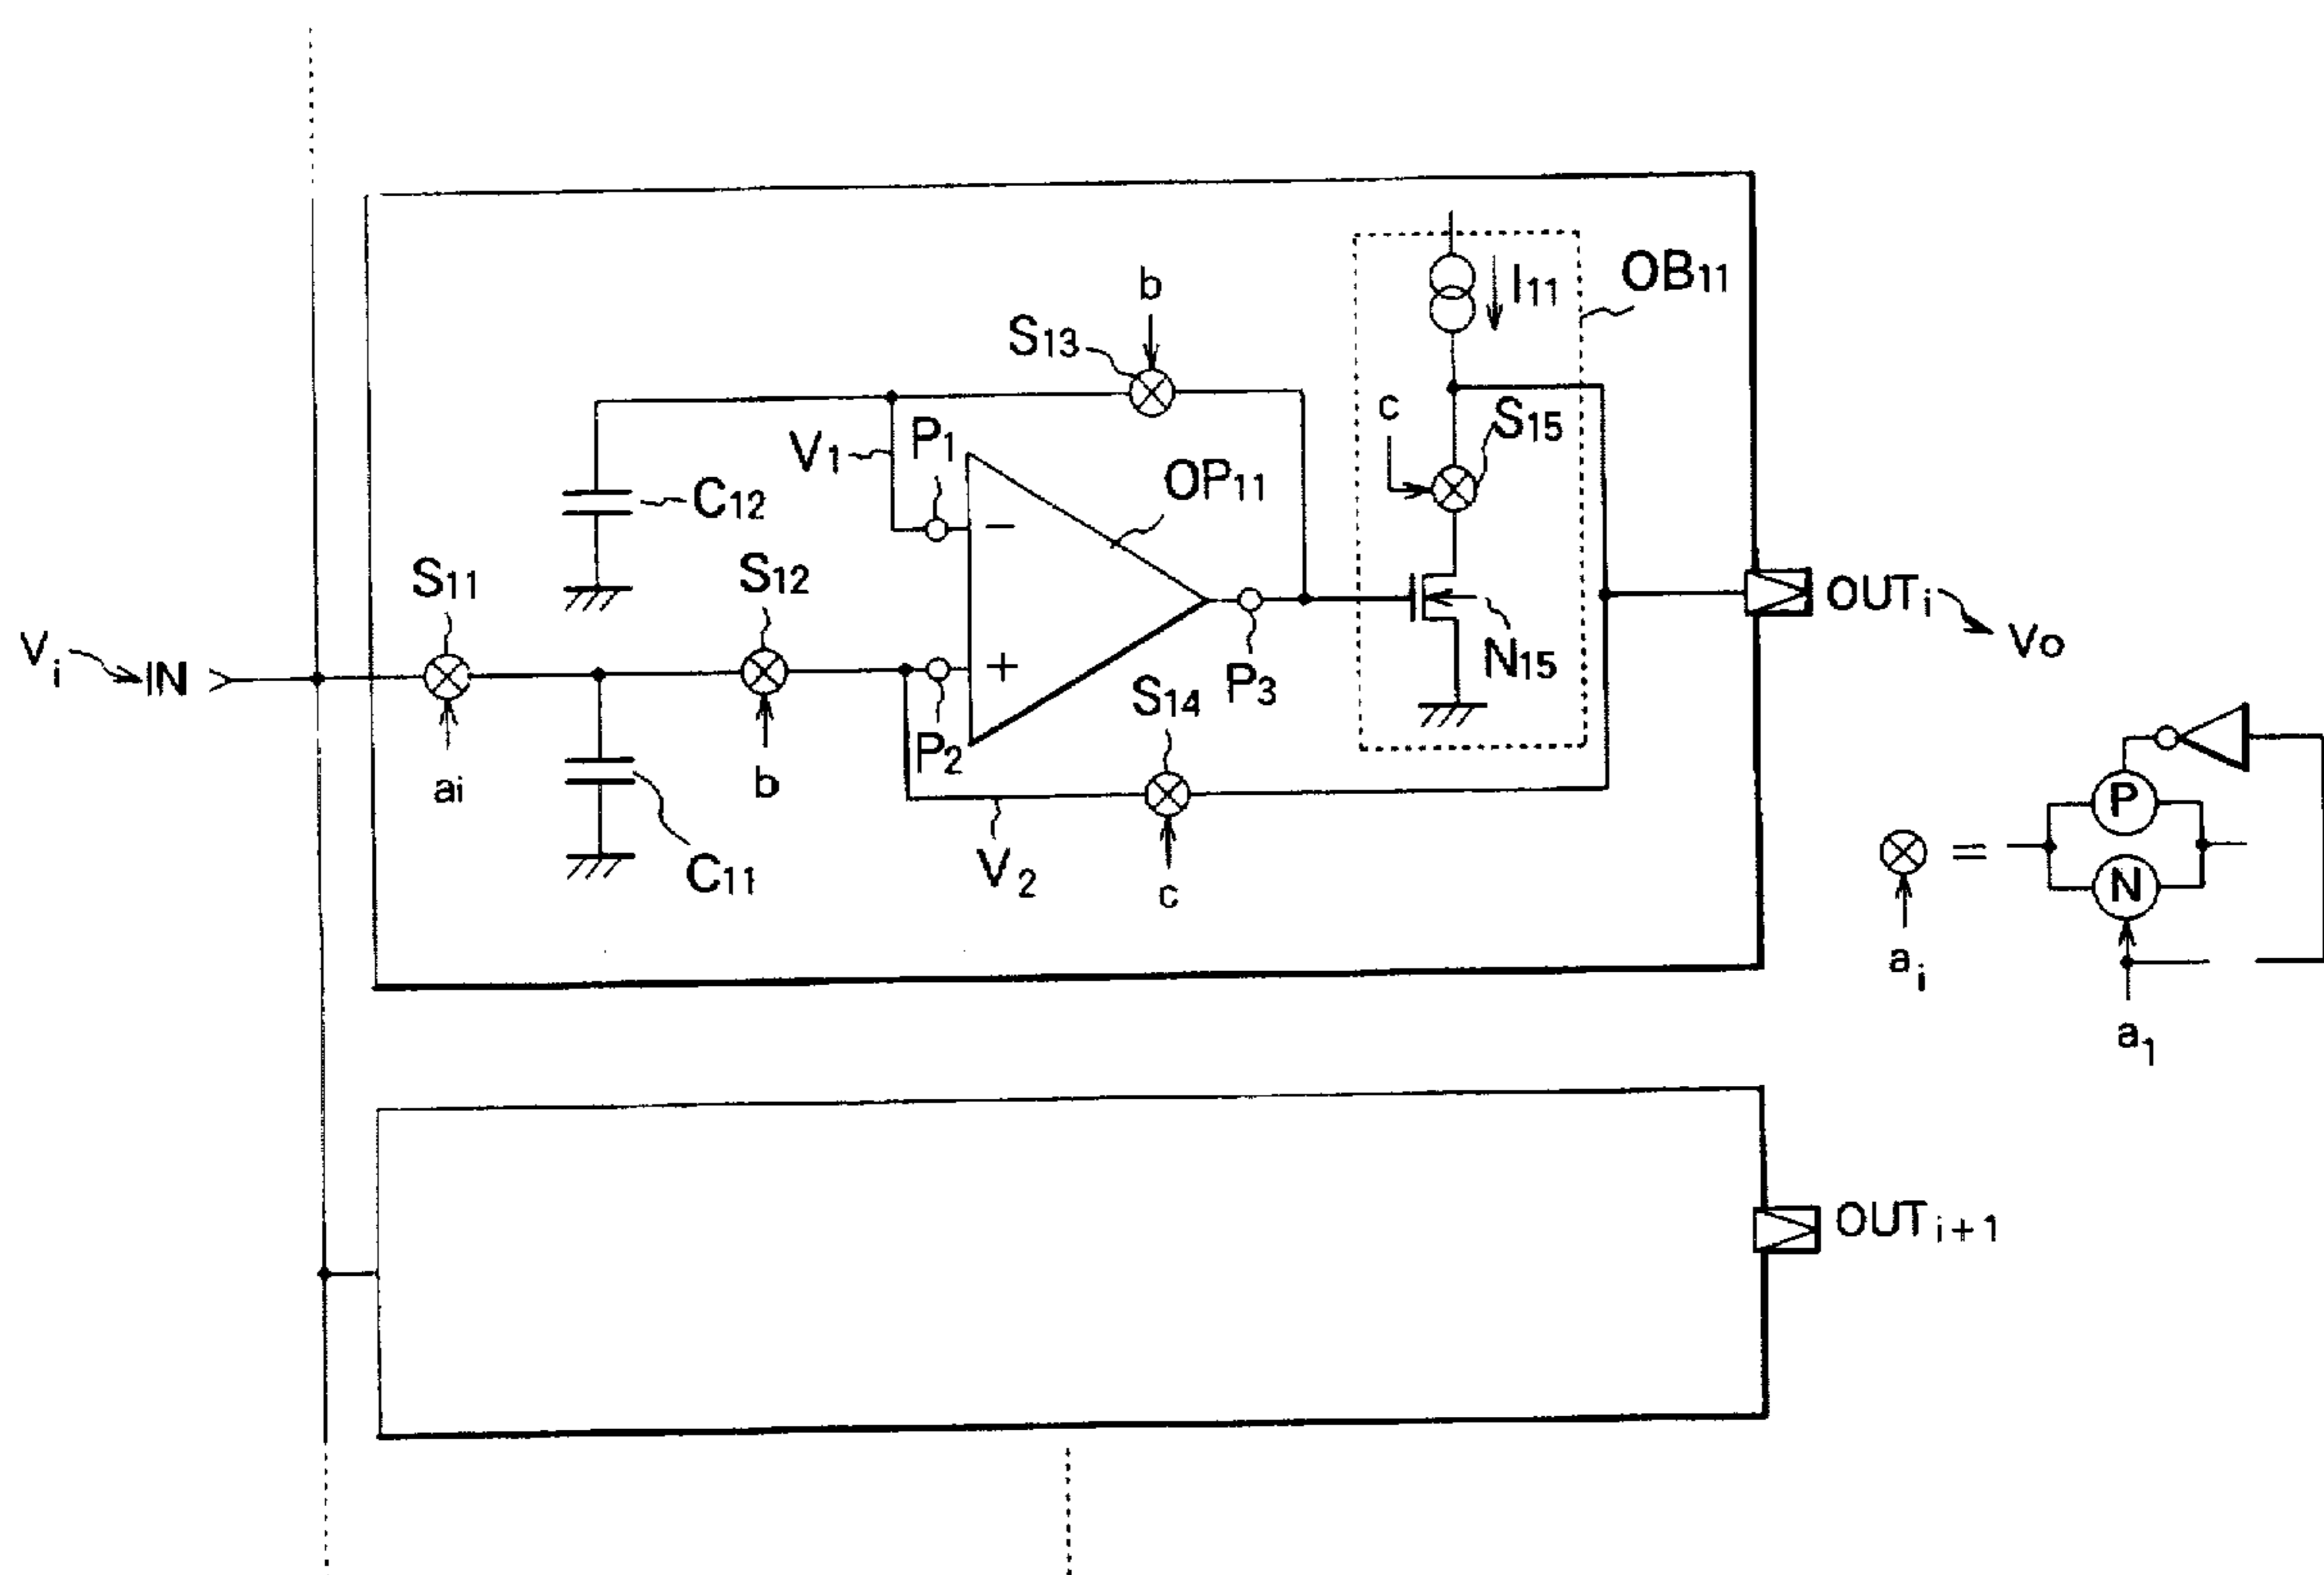 b
S13
OB11
I11
c
S15
V1
P1
C12
OP11
−
S11
S12
Vi
IN
+
S14
P3
N15
OUTi
Vo
P2
ai
b
C11
V2
c
P
N
=
ai
a1
OUTi+1